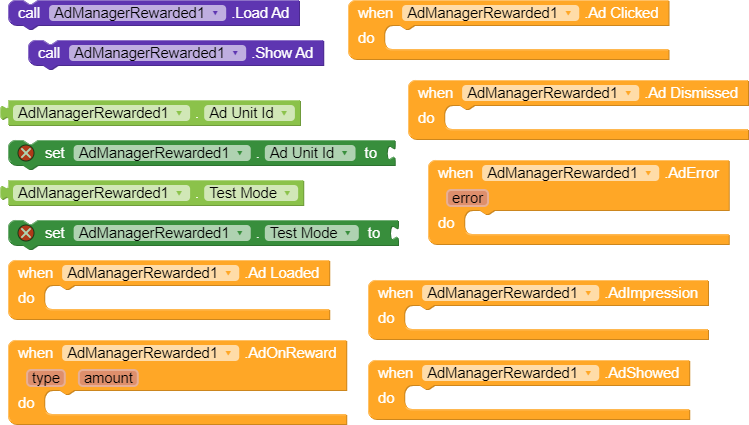 call AdManagerRewarded1 .Load Ad
call AdManagerRewarded1 .Show Ad
AdManagerRewarded1 . Ad Unit Id
set AdManagerRewarded1 . Ad Unit Id to
AdManagerRewarded1 . Test Mode
set AdManagerRewarded1 . Test Mode to
when AdManagerRewarded1 .Ad Loaded
do
when AdManagerRewarded1 .AdOnReward
type amount
do
when AdManagerRewarded1 .Ad Clicked
do
when AdManagerRewarded1 .Ad Dismissed
do
when AdManagerRewarded1 .AdError
error
do
when AdManagerRewarded1 .AdImpression
do
when AdManagerRewarded1 .AdShowed
do